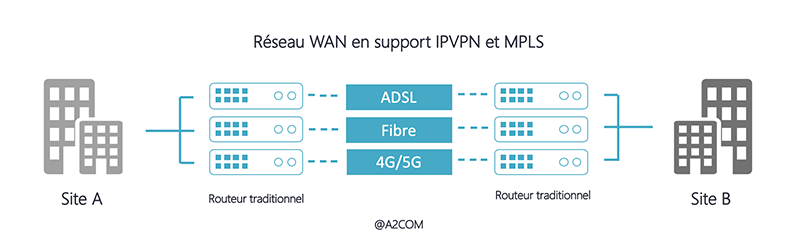 Réseau WAN en support IPVPN et MPLS
ADSL
Fibre
4G/5G
Site A
Routeur traditionnel
Routeur traditionnel
Site B
@A2COM